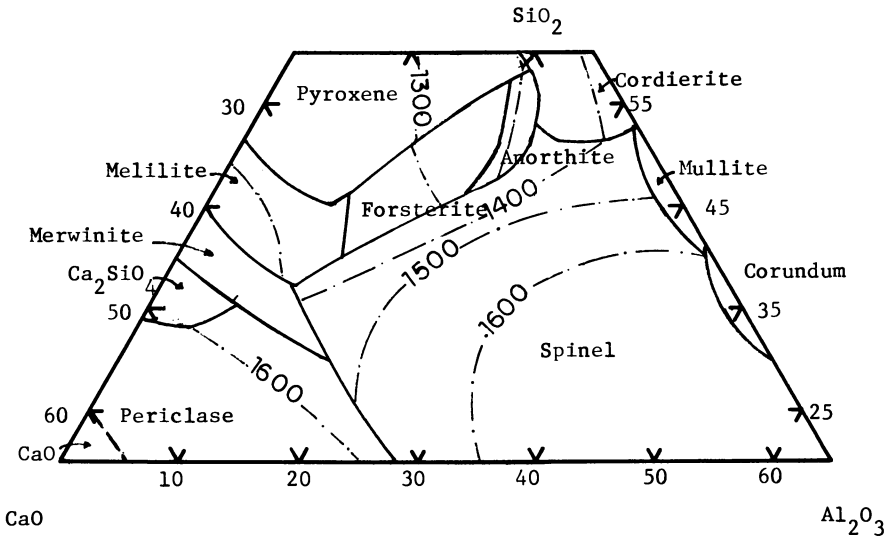 SiO2
30
Pyroxene
1300
Cordierite
55
Melilite
Anorthite
Mullite
40
Forsterite
1400
45
Merwinite
1500
Ca2SiO4
Corundum
50
1600
35
Spinel
1600
60
Periclase
25
CaO
10
20
30
40
50
60
CaO
Al2O3